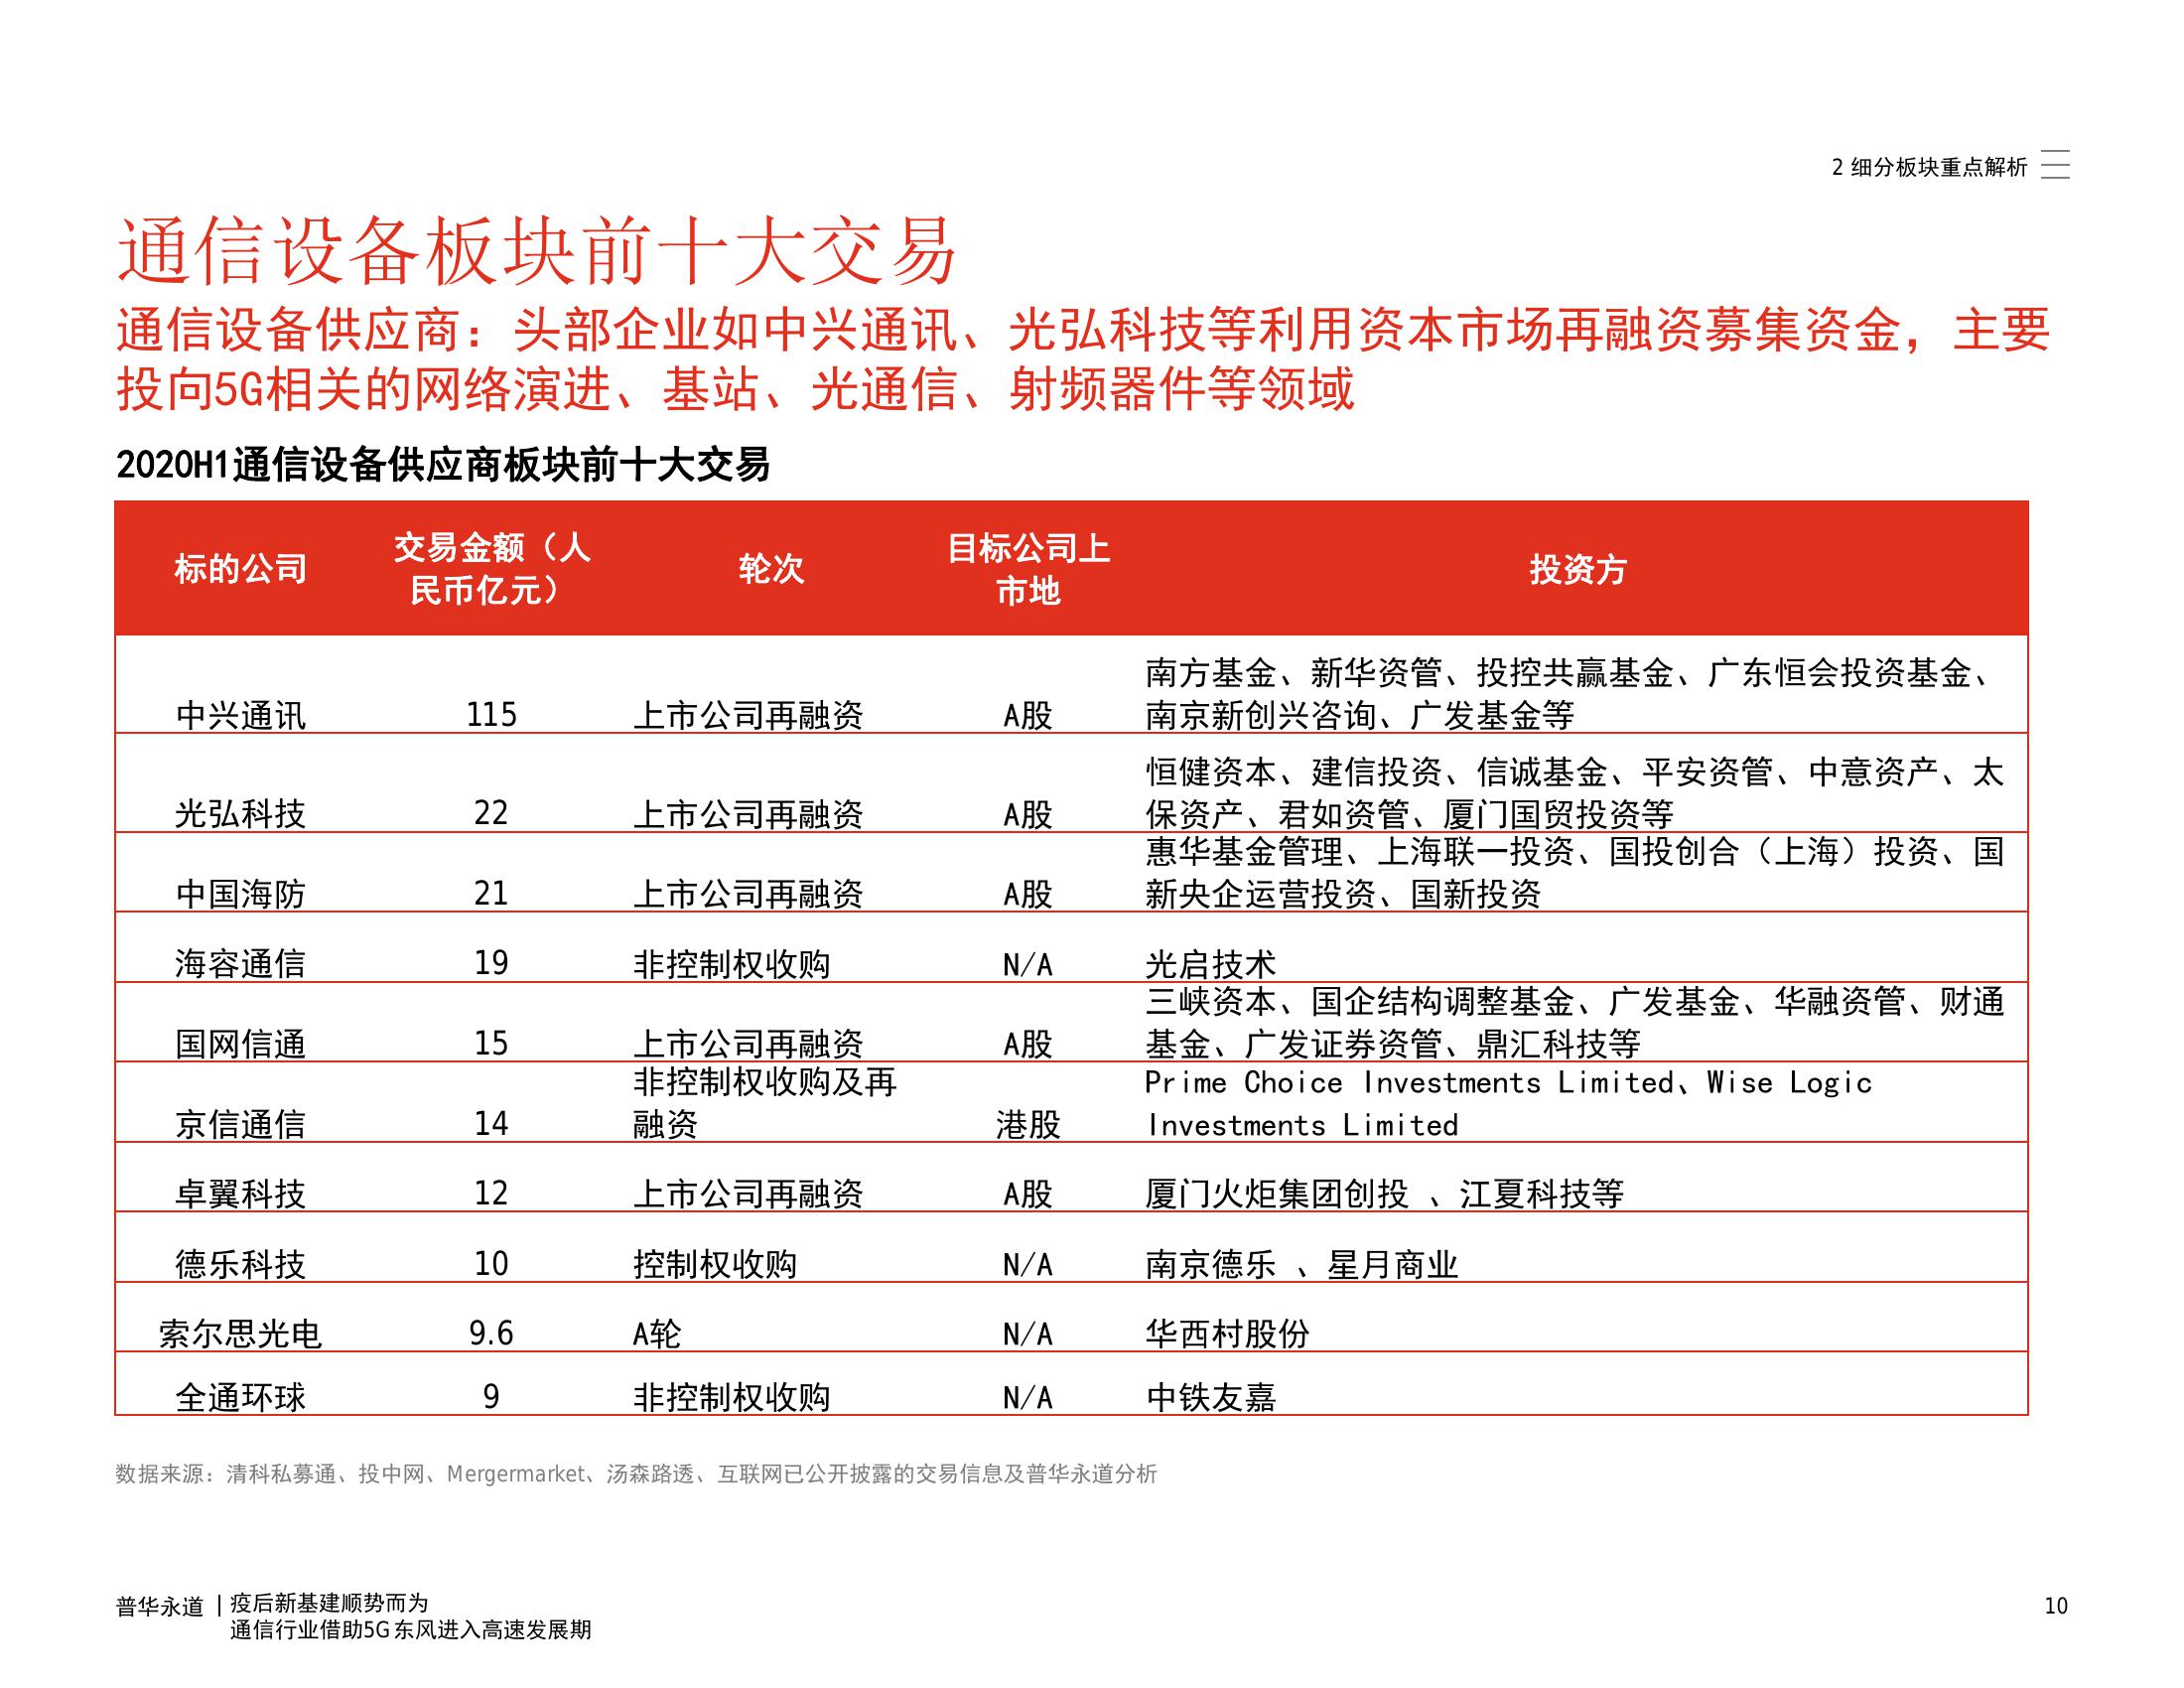 2 细分板块重点解析
通信设备板块前十大交易
通信设备供应商：头部企业如中兴通讯、光弘科技等利用资本市场再融资募集资金，主要
投向5G相关的网络演进、基站、光通信、射频器件等领域
2020H1通信设备供应商板块前十大交易
标的公司 交易金额（人民币亿元） 轮次 目标公司上市地 投资方
南方基金、新华资管、投控共赢基金、广东恒会投资基金、
中兴通讯 115 上市公司再融资 A股 南京新创兴咨询、广发基金等
恒健资本、建信投资、信诚基金、平安资管、中意资产、太
光弘科技 22 上市公司再融资 A股 保资产、君如资管、厦门国贸投资等
惠华基金管理、上海联一投资、国投创合（上海）投资、国
中国海防 21 上市公司再融资 A股 新央企运营投资、国新投资
海容通信 19 非控制权收购 N/A 光启技术
三峡资本、国企结构调整基金、广发基金、华融资管、财通
国网信通 15 上市公司再融资 A股 基金、广发证券资管、鼎汇科技等
非控制权收购及再 Prime Choice Investments Limited、Wise Logic
京信通信 14 融资 港股 Investments Limited
卓翼科技 12 上市公司再融资 A股 厦门火炬集团创投 、江夏科技等
德乐科技 10 控制权收购 N/A 南京德乐 、星月商业
索尔思光电 9.6 A轮 N/A 华西村股份
全通环球 9 非控制权收购 N/A 中铁友嘉
数据来源：清科私募通、投中网、Mergermarket、汤森路透、互联网已公开披露的交易信息及普华永道分析
普华永道 | 疫后新基建顺势而为
通信行业借助5G东风进入高速发展期
10